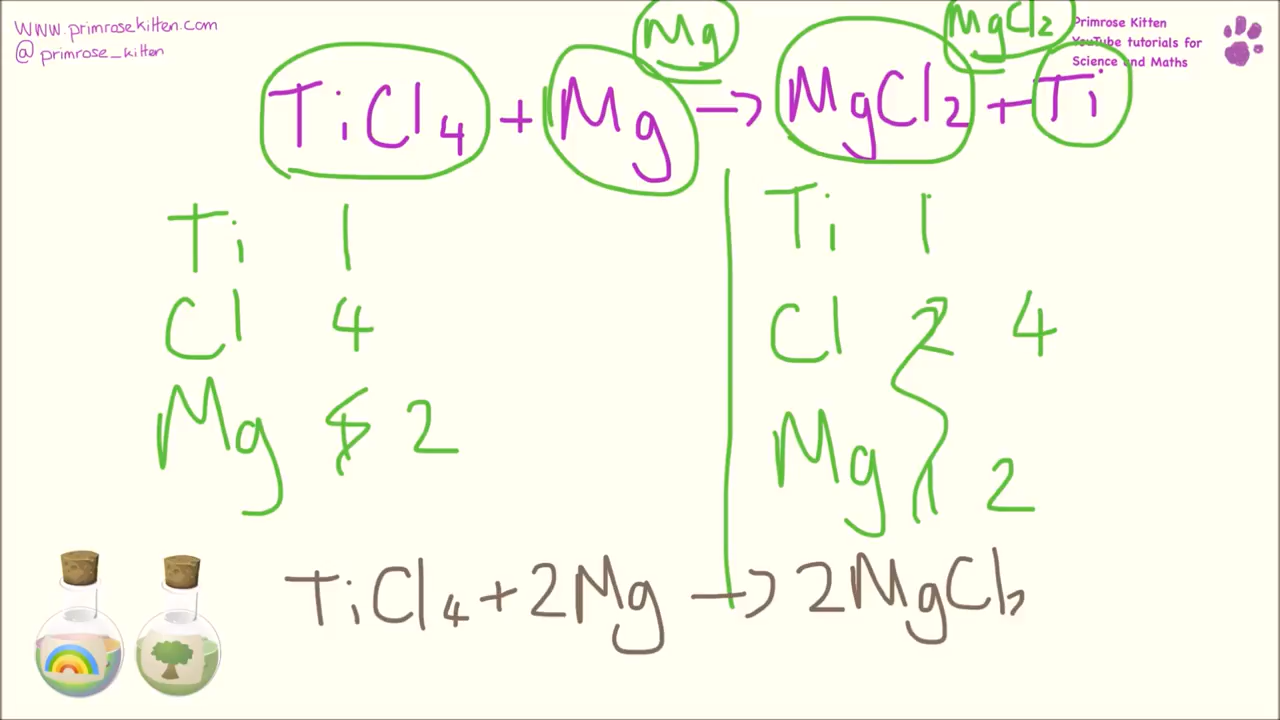 www.primrosekitten.com
@primrose_kitten
Primrose Kitten
YouTube tutorials for
Science and Maths
Mg MgCl2
TiCl4 + Mg → MgCl2 + Ti
Ti 1
Cl 4
Mg 1 2
Ti 1
Cl 2 4
Mg 1 2
TiCl4 + 2Mg → 2MgCl2